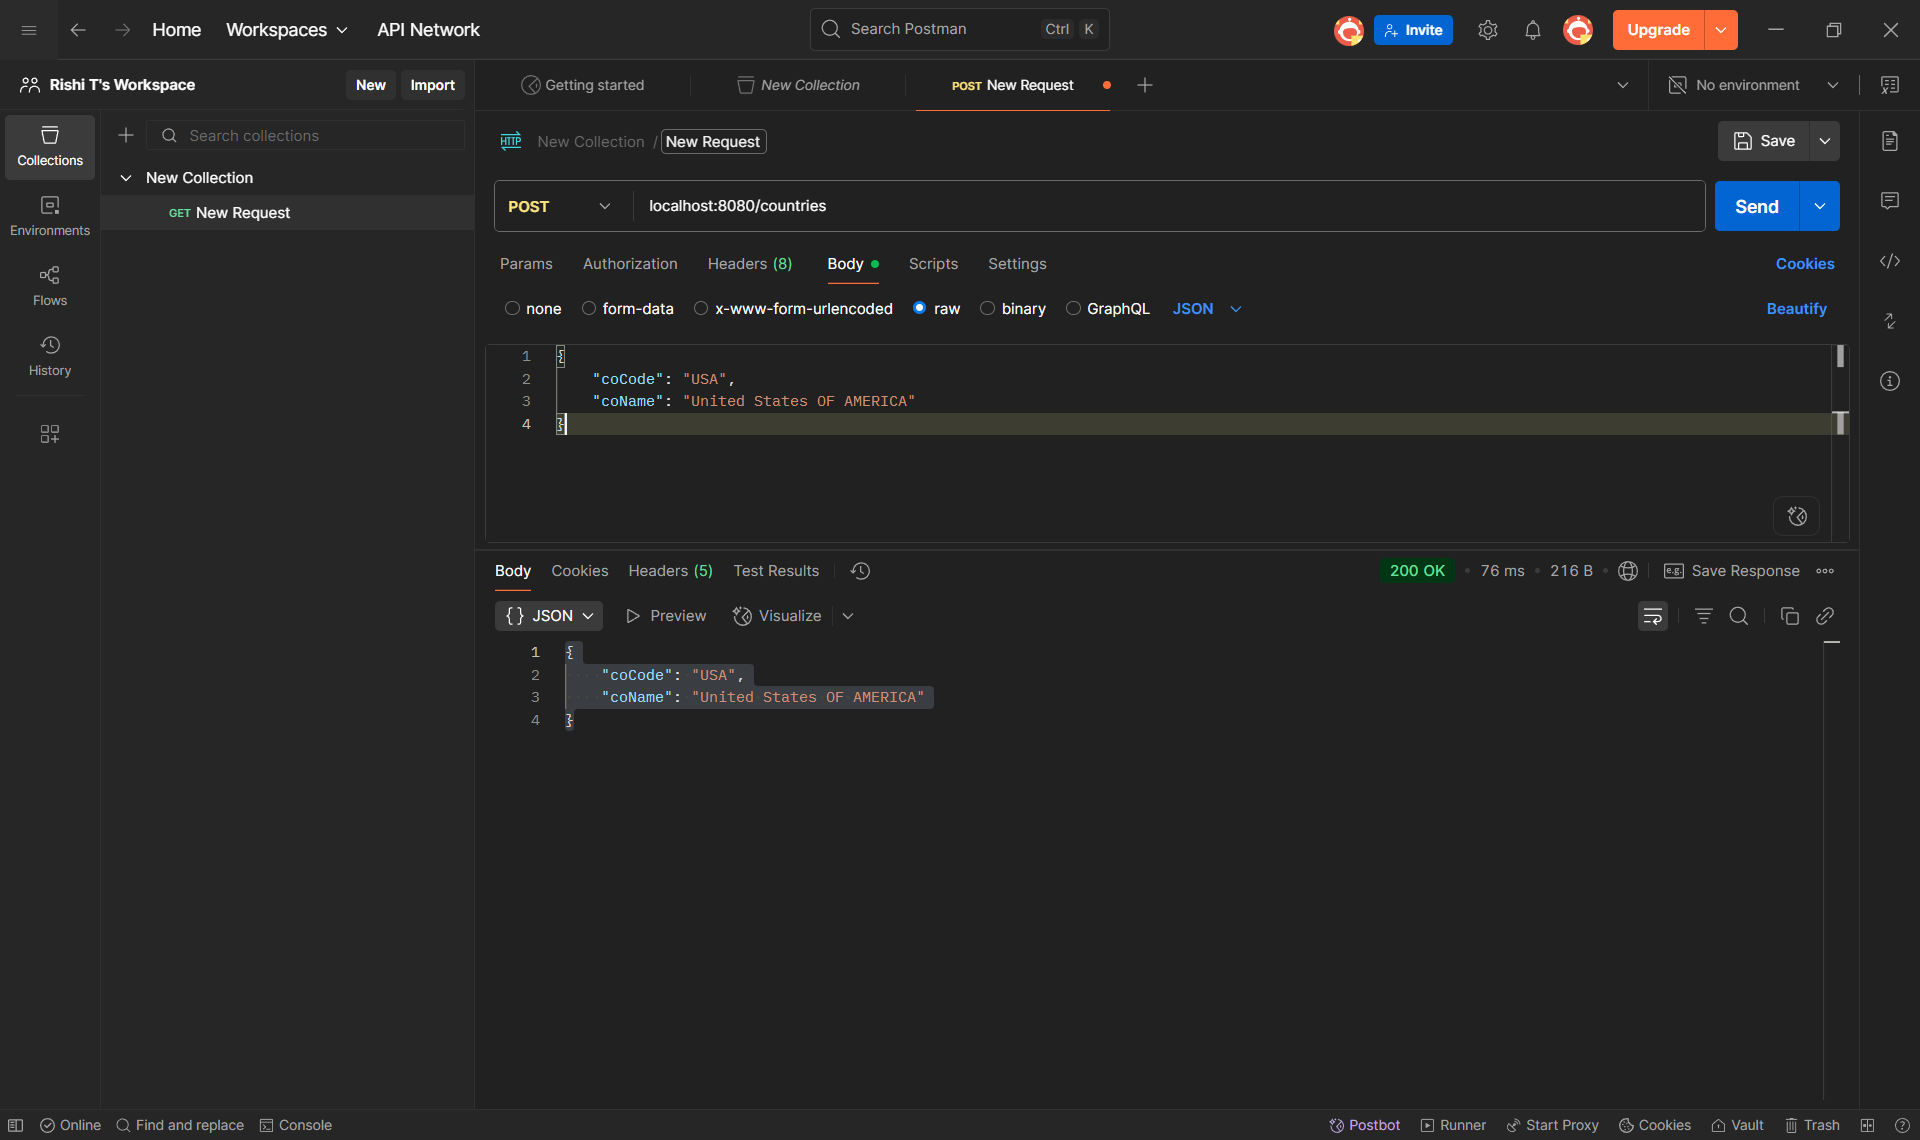 Home Workspaces API Network Search Postman Ctrl K Invite Upgrade
Rishi T's Workspace New Import Getting started New Collection POST New Request No environment
Collections
Search collections
New Collection / New Request Save
New Collection
GET New Request
Environments
POST localhost:8080/countries Send
Params Authorization Headers (8) Body Scripts Settings Cookies
Flows
none form-data x-www-form-urlencoded raw binary GraphQL JSON Beautify
History
1 {
2 "coCode": "USA",
3 "coName": "United States OF AMERICA"
4 }
Body Cookies Headers (5) Test Results 200 OK • 76 ms • 216 B • e.g. Save Response
{} JSON Preview Visualize
1 {
2 "coCode": "USA",
3 "coName": "United States OF AMERICA"
4 }
Online Find and replace Console Postbot Runner Start Proxy Cookies Vault Trash